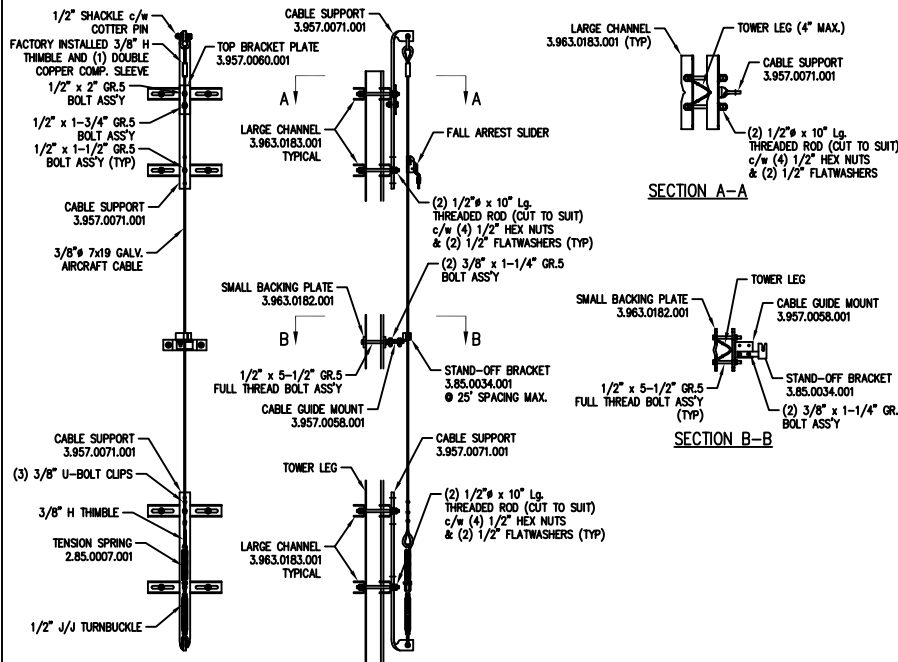 1/2" SHACKLE c/w
COTTER PIN
FACTORY INSTALLED 3/8" H
THIMBLE AND (1) DOUBLE
COPPER COMP. SLEEVE
1/2" x 2" GR.5
BOLT ASS'Y
1/2" x 1-3/4" GR.5
BOLT ASS'Y
1/2" x 1-1/2" GR.5
BOLT ASS'Y (TYP)
CABLE SUPPORT
3.957.0071.001
3/8"ø 7x19 GALV.
AIRCRAFT CABLE
TOP BRACKET PLATE
3.957.0060.001
CABLE SUPPORT
3.957.0071.001
(3) 3/8" U-BOLT CLIPS
3/8" H THIMBLE
TENSION SPRING
2.85.0007.001
1/2" J/J TURNBUCKLE
CABLE SUPPORT
3.957.0071.001
A
A
LARGE CHANNEL
3.963.0183.001
TYPICAL
FALL ARREST SLIDER
(2) 1/2"ø x 10" Lg.
THREADED ROD (CUT TO SUIT)
c/w (4) 1/2" HEX NUTS
& (2) 1/2" FLATWASHERS (TYP)
(2) 3/8" x 1-1/4" GR.5
BOLT ASS'Y
SMALL BACKING PLATE
3.963.0182.001
B
B
1/2" x 5-1/2" GR.5
FULL THREAD BOLT ASS'Y
CABLE GUIDE MOUNT
3.957.0058.001
STAND-OFF BRACKET
3.85.0034.001
@ 25' SPACING MAX.
CABLE SUPPORT
3.957.0071.001
TOWER LEG
(2) 1/2"ø x 10" Lg.
THREADED ROD (CUT TO SUIT)
c/w (4) 1/2" HEX NUTS
& (2) 1/2" FLATWASHERS (TYP)
LARGE CHANNEL
3.963.0183.001
TYPICAL
LARGE CHANNEL
3.963.0183.001 (TYP)
TOWER LEG (4" MAX.)
CABLE SUPPORT
3.957.0071.001
(2) 1/2"ø x 10" Lg.
THREADED ROD (CUT TO SUIT)
c/w (4) 1/2" HEX NUTS
& (2) 1/2" FLATWASHERS
SECTION A-A
TOWER LEG
SMALL BACKING PLATE
3.963.0182.001
CABLE GUIDE MOUNT
3.957.0058.001
STAND-OFF BRACKET
3.85.0034.001
1/2" x 5-1/2" GR.5
FULL THREAD BOLT ASS'Y
(TYP)
(2) 3/8" x 1-1/4" GR.
BOLT ASS'Y
SECTION B-B